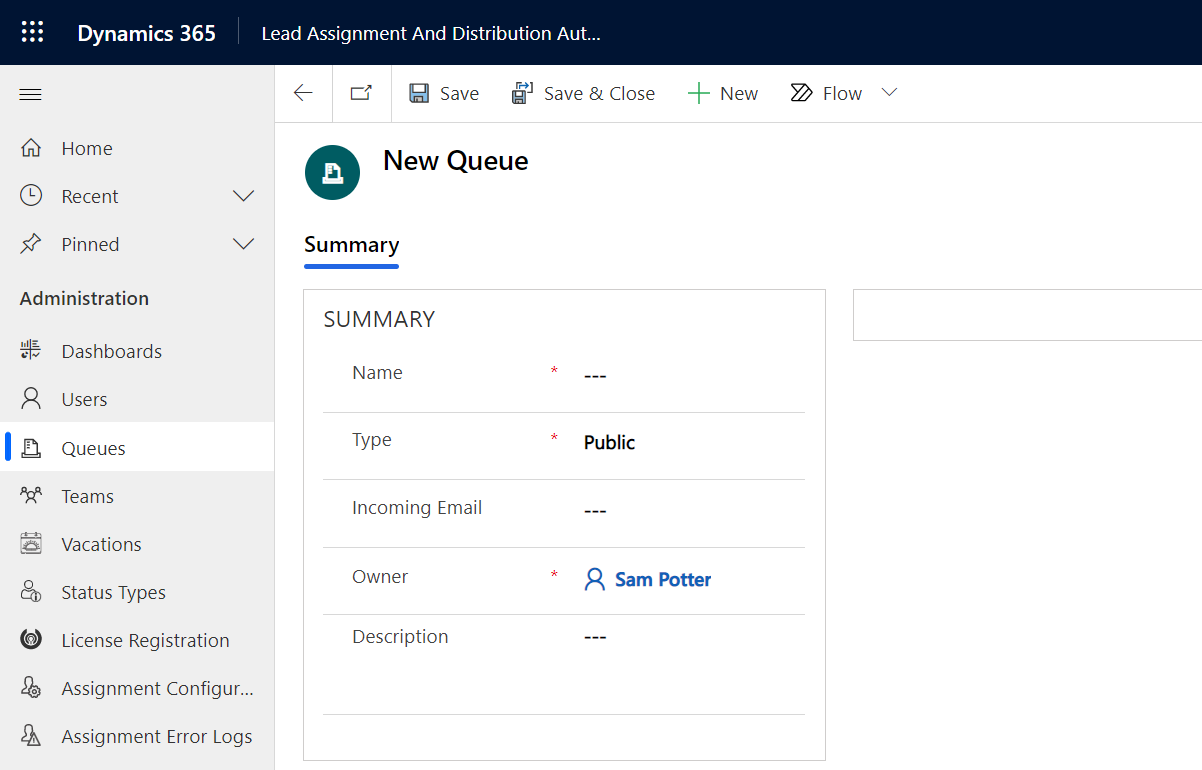 Dynamics 365
Lead Assignment And Distribution Aut...
Save
Save & Close
New
Flow
Home
Recent
Pinned
Administration
Dashboards
Users
Queues
Teams
Vacations
Status Types
License Registration
Assignment Configur...
Assignment Error Logs
New Queue
Summary
SUMMARY
Name * ---
Type * Public
Incoming Email ---
Owner * Sam Potter
Description ---